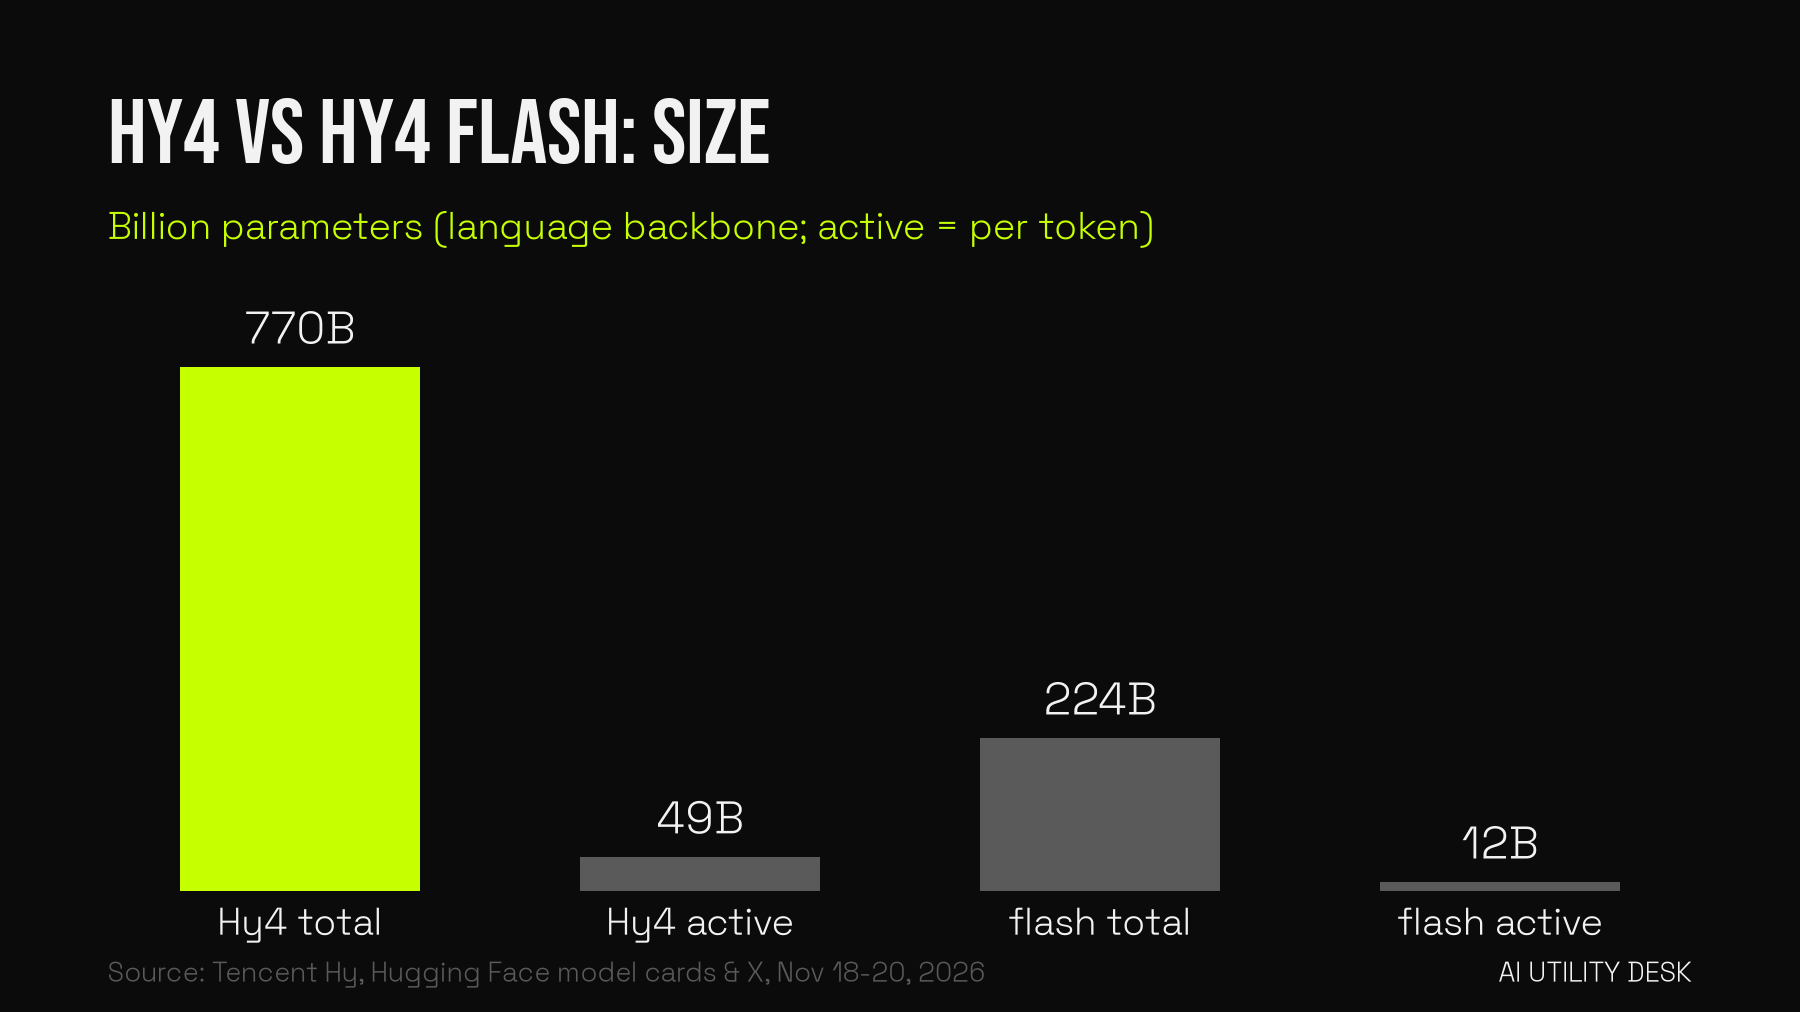 HY4 VS HY4 FLASH: SIZE
Billion parameters (language backbone; active = per token)
770B
224B
49B
12B
Hy4 total
Hy4 active
flash total
flash active
Source: Tencent Hy, Hugging Face model cards & X, Nov 18-20, 2026
AI UTILITY DESK